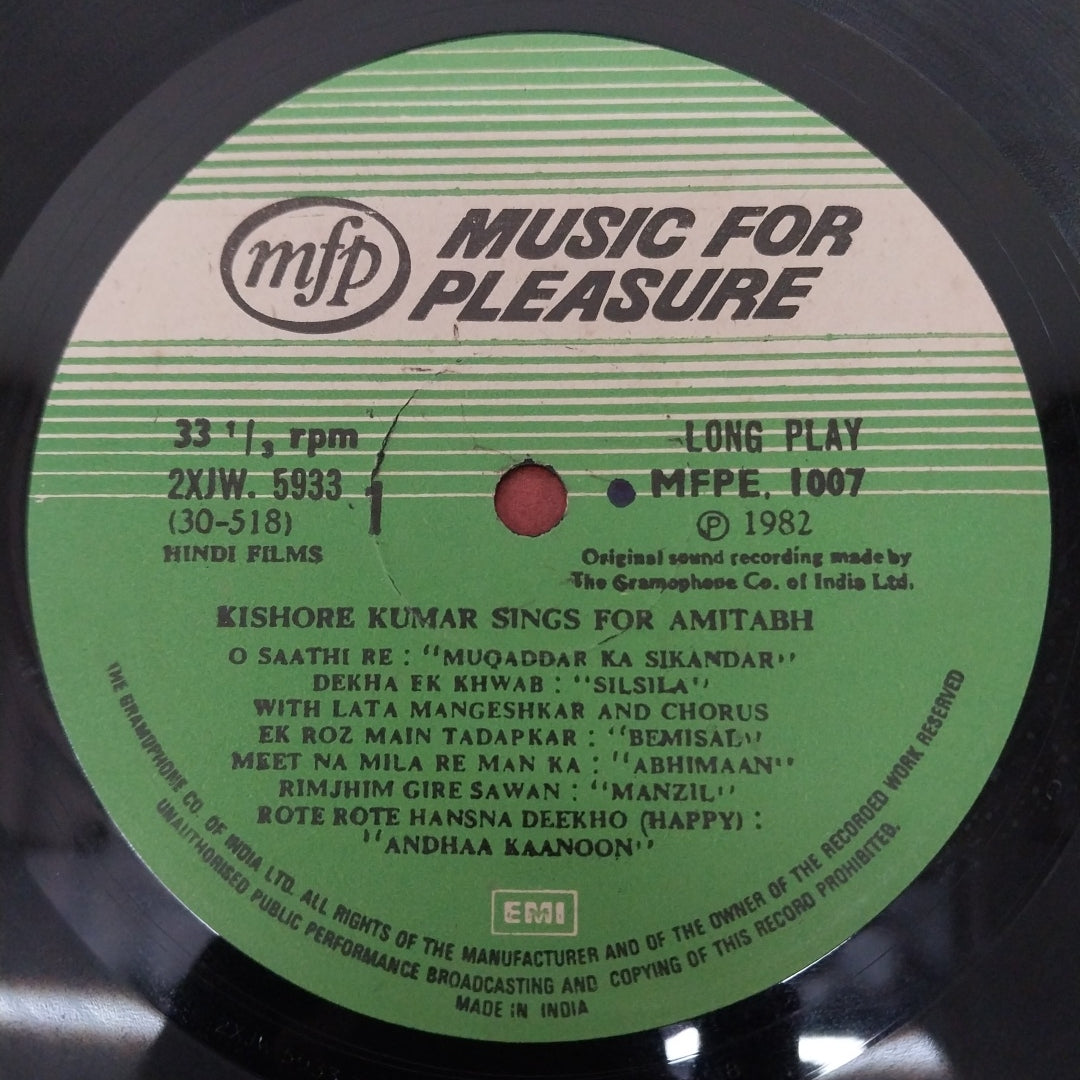 mfp
MUSIC FOR
PLEASURE
33 1/3 rpm
LONG PLAY
2XJW. 5933
1
MFPE. 1007
(30-518)
℗ 1982
HINDI FILMS
Original sound recording made by
The Gramophone Co. of India Ltd.
KISHORE KUMAR SINGS FOR AMITABH
O SAATHI RE : "MUQADDAR KA SIKANDAR"
DEKHA EK KHWAB : "SILSILA"
WITH LATA MANGESHKAR AND CHORUS
EK ROZ MAIN TADAPKAR : "BEMISAL"
MEET NA MILA RE MAN KA : "ABHIMAAN"
RIMJHIM GIRE SAWAN : "MANZIL"
ROTE ROTE HANSNA DEEKHO (HAPPY) :
"ANDHAA KAANOON"
EMI
THE GRAMOPHONE CO. OF INDIA LTD. ALL RIGHTS OF THE MANUFACTURER AND OF THE OWNER OF THE RECORDED WORK RESERVED
UNAUTHORISED PUBLIC PERFORMANCE BROADCASTING AND COPYING OF THIS RECORD PROHIBITED.
MADE IN INDIA